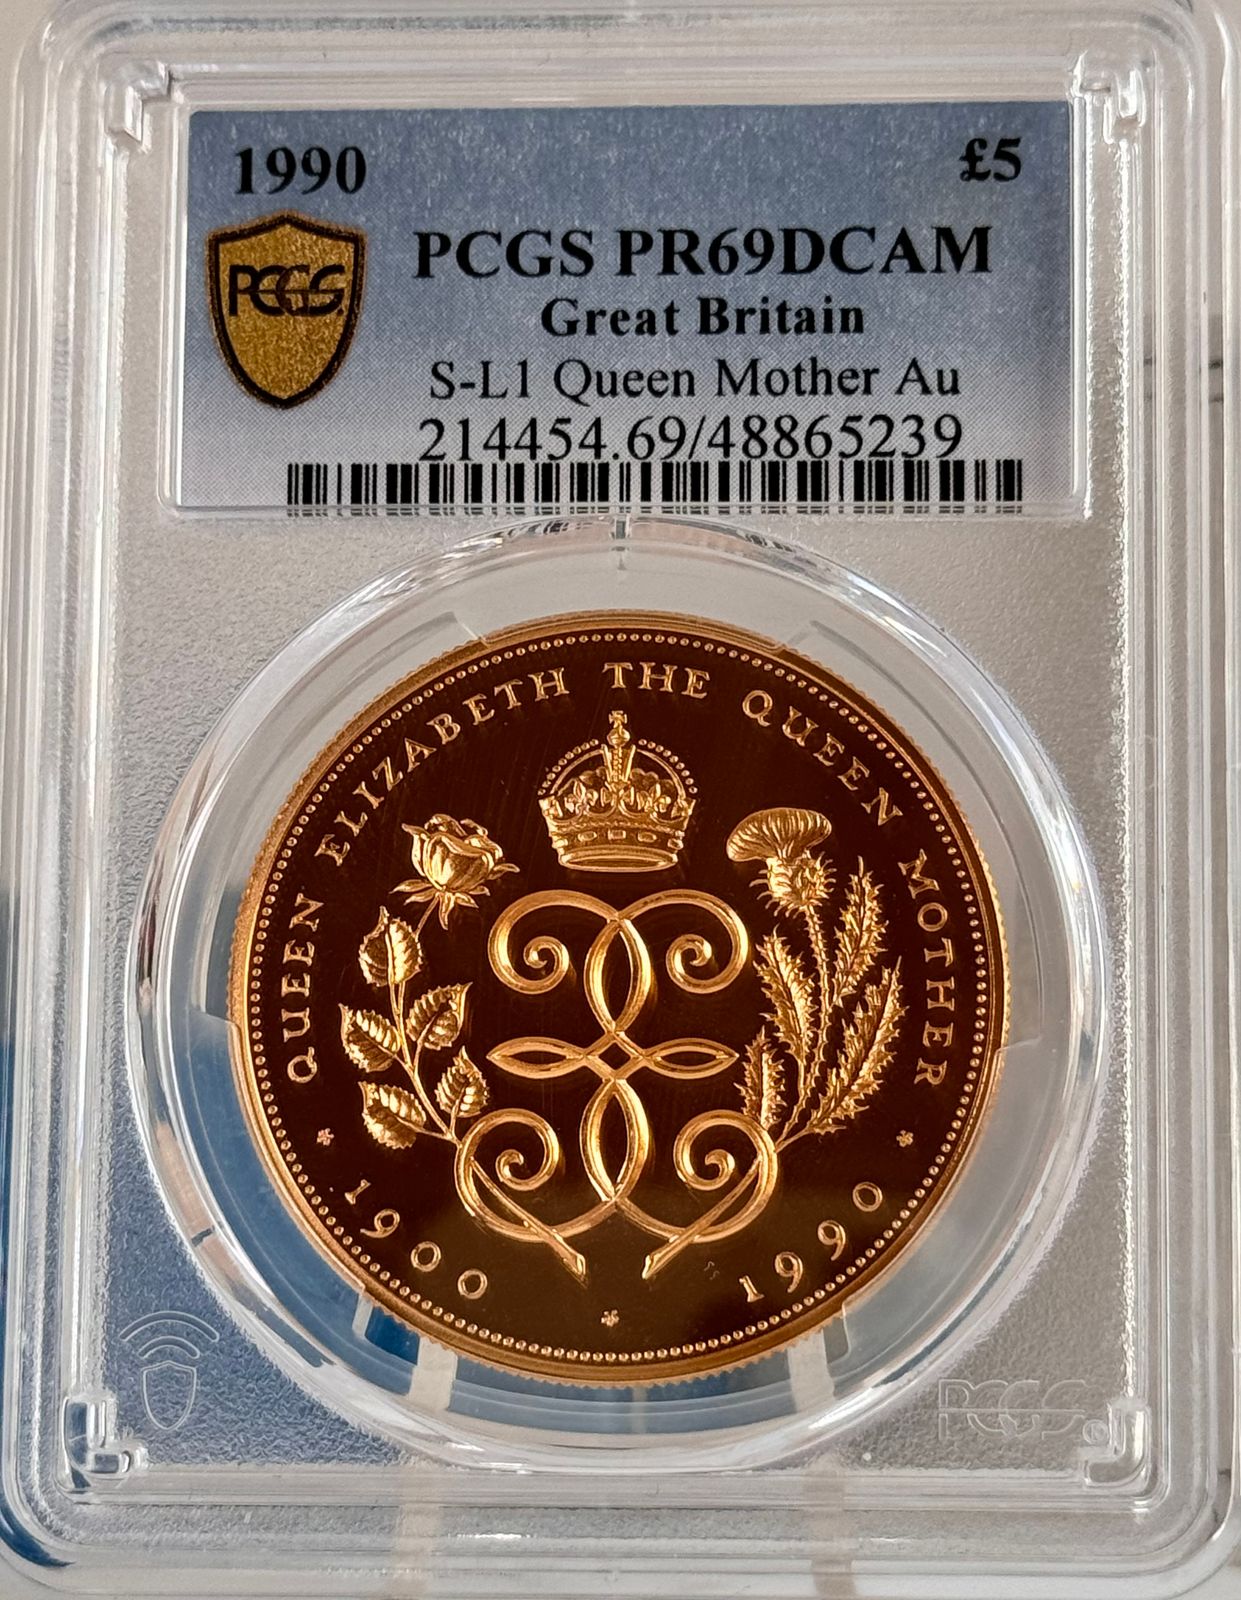 1990 £5
PCGS
PCGS PR69DCAM
Great Britain
S-L1 Queen Mother Au
214454.69/48865239
QUEEN ELIZABETH THE QUEEN MOTHER
1900 1990
PCGS